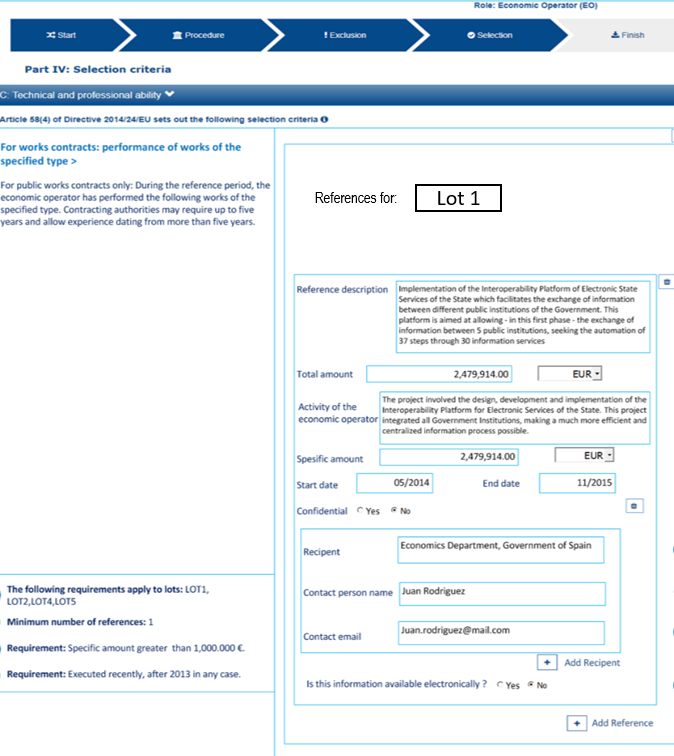 Role: Economic Operator (EO)
Start
Procedure
Exclusion
Selection
Finish
Part IV: Selection criteria
C: Technical and professional ability
Article 58(4) of Directive 2014/24/EU sets out the following selection criteria
For works contracts: performance of works of the
specified type >
For public works contracts only: During the reference period, the
economic operator has performed the following works of the
specified type. Contracting authorities may require up to five
years and allow experience dating from more than five years.
References for:
Lot 1
Reference description
Implementation of the Interoperability Platform of Electronic State
Services of the State which facilitates the exchange of information
between different public institutions of the Government. This
platform is aimed at allowing - in this first phase - the exchange of
information between 5 public institutions, seeking the automation of
37 steps through 30 information services
Total amount
2,479,914.00
EUR
Activity of the
economic operator
The project involved the design, development and implementation of the
Interoperability Platform for Electronic Services of the State. This project
integrated all Government Institutions, making a much more efficient and
centralized information process possible.
Spesific amount
2,479,914.00
EUR
Start date
05/2014
End date
11/2015
Confidential
Yes
No
Recipent
Economics Department, Government of Spain
Contact person name
Juan Rodriguez
Contact email
Juan.rodriguez@mail.com
+ Add Recipent
Is this information available electronically ?
Yes
No
+ Add Reference
The following requirements apply to lots: LOT1,
LOT2,LOT4,LOT5
Minimum number of references: 1
Requirement: Specific amount greater than 1,000.000 €.
Requirement: Executed recently, after 2013 in any case.